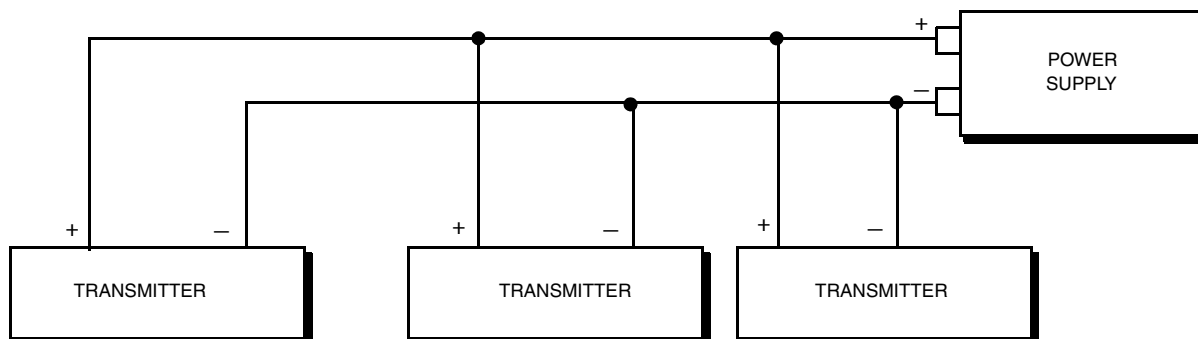 +
POWER
SUPPLY
–
+ – + – + –
TRANSMITTER TRANSMITTER TRANSMITTER